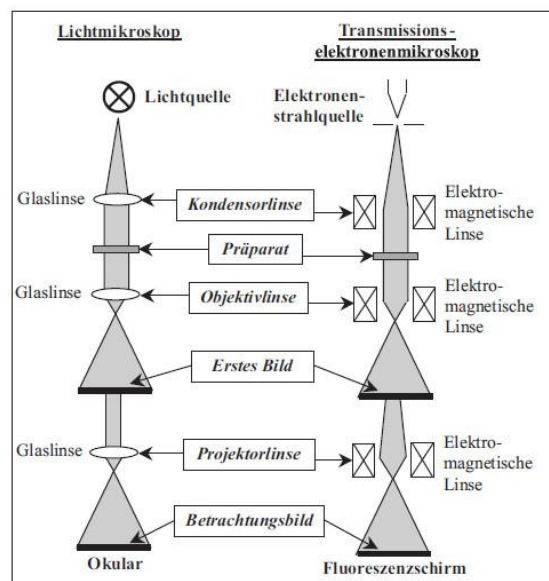 Lichtmikroskop
Transmissions-
elektronenmikroskop
Lichtquelle
Elektronen-
strahlquelle
Glaslinse
Kondensorlinse
Elektro-
magnetische
Linse
Präparat
Glaslinse
Objektivlinse
Elektro-
magnetische
Linse
Erstes Bild
Glaslinse
Projektorlinse
Elektro-
magnetische
Linse
Betrachtungsbild
Okular
Fluoreszenzschirm